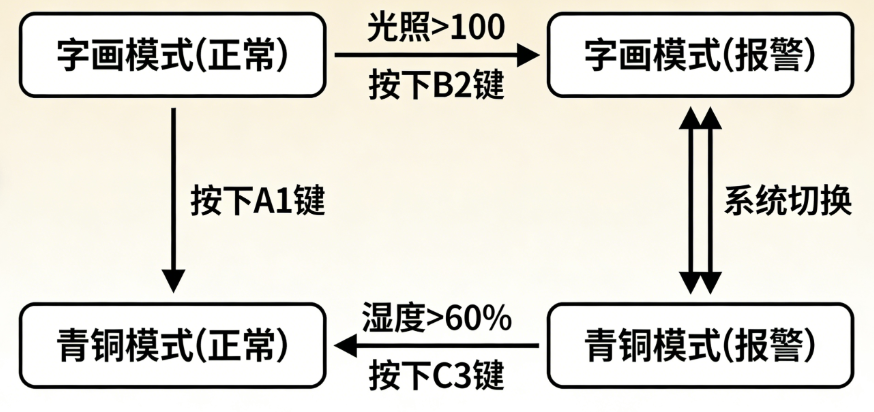 字画模式(正常)
光照>100
按下B2键
字画模式(报警)
按下A1键
系统切换
青铜模式(正常)
湿度>60%
按下C3键
青铜模式(报警)